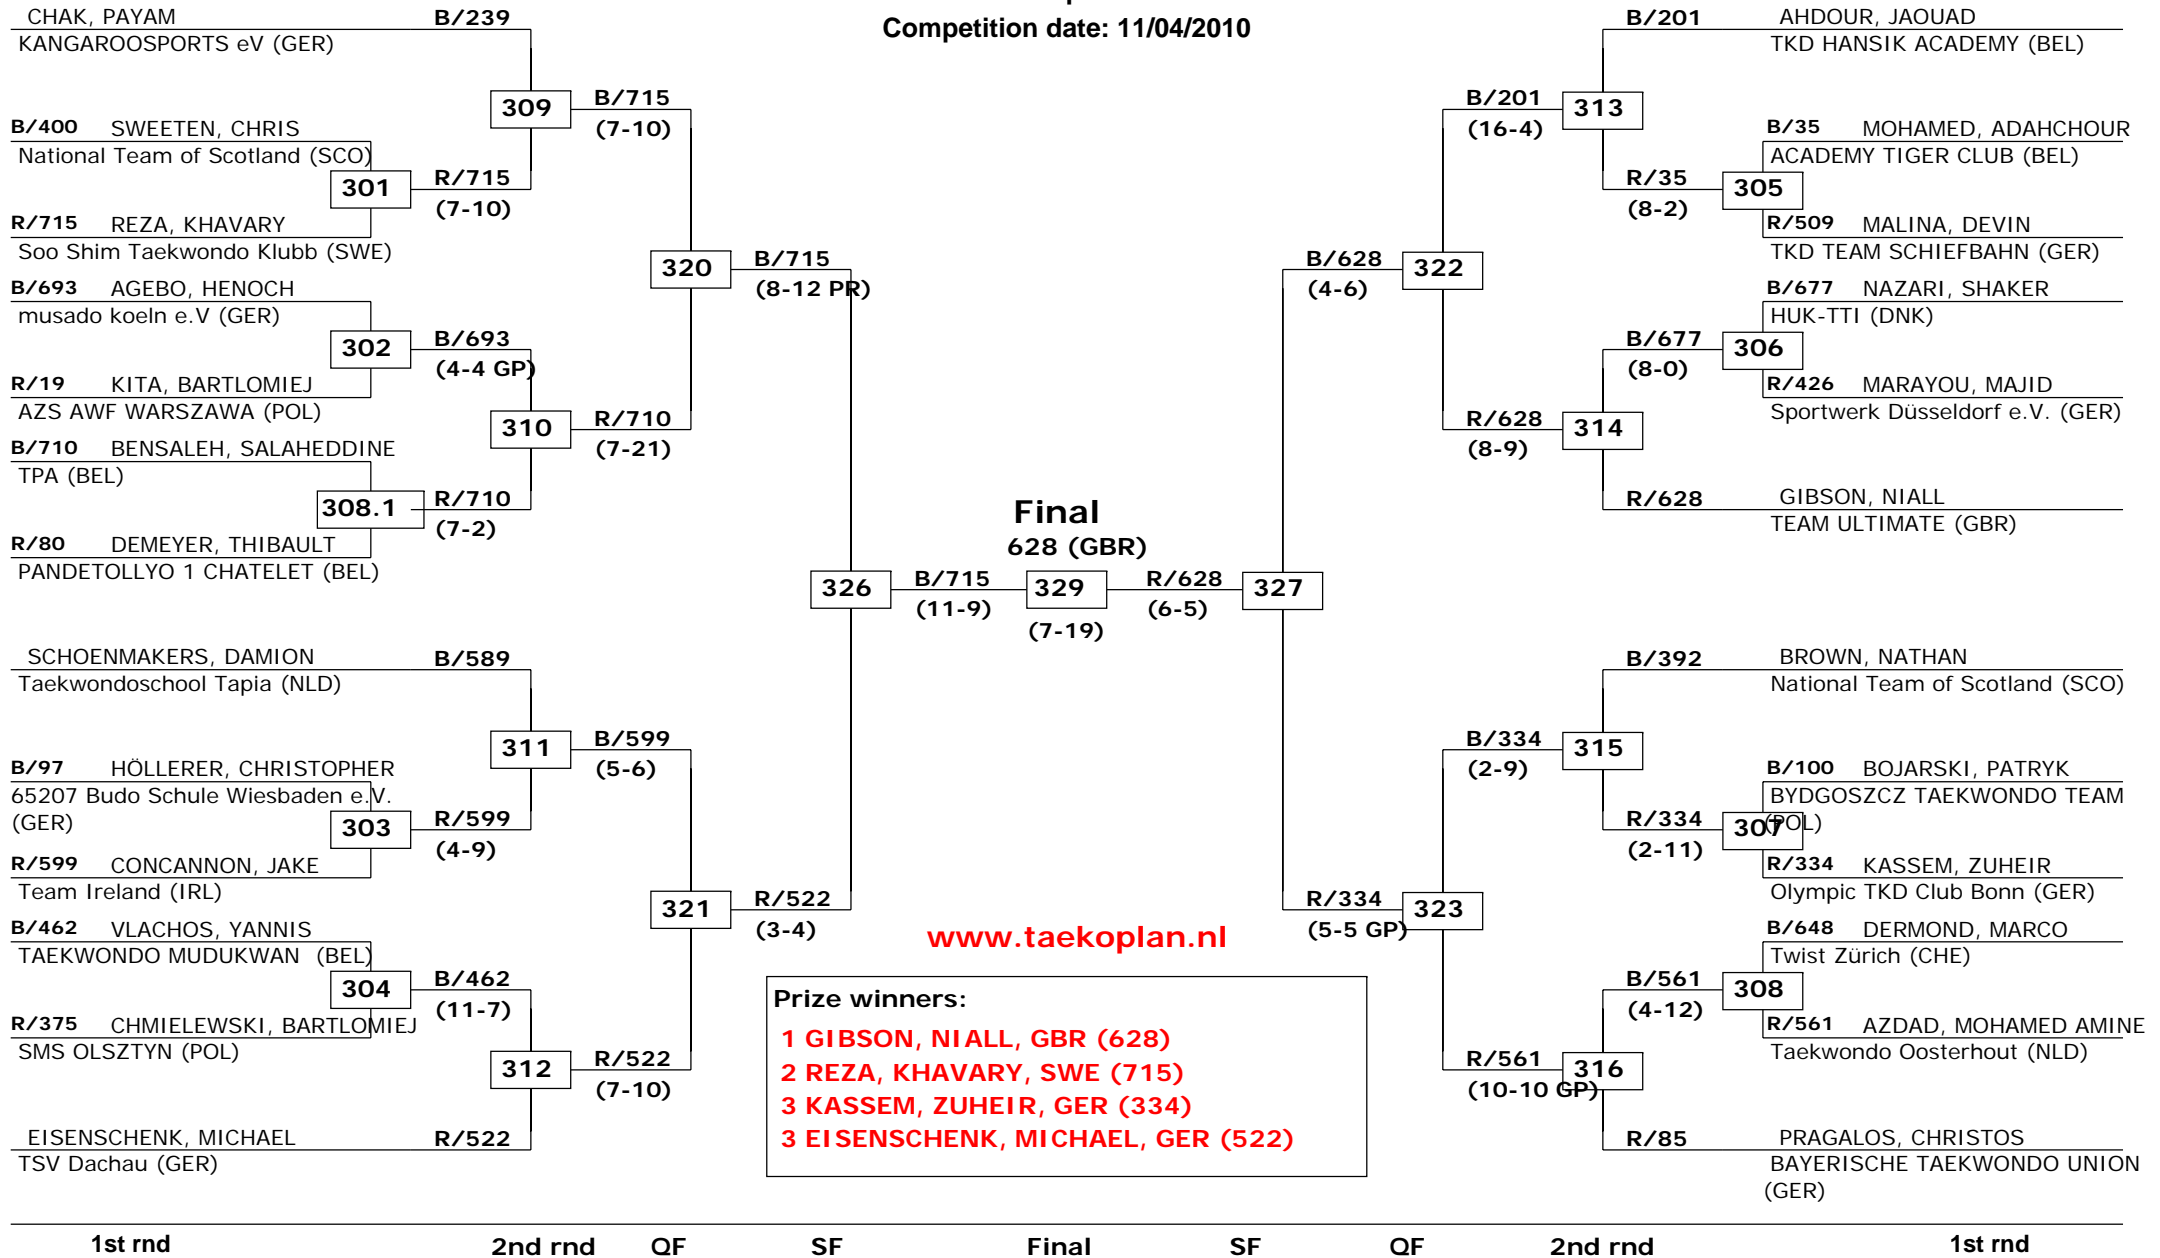 Competition date: 11/04/2010
CHAK, PAYAM B/239
KANGAROOSPORTS eV (GER)
B/400 SWEETEN, CHRIS
National Team of Scotland (SCO)
R/715 REZA, KHAVARY
Soo Shim Taekwondo Klubb (SWE)
B/693 AGEBO, HENOCH
musado koeln e.V (GER)
R/19 KITA, BARTLOMIEJ
AZS AWF WARSZAWA (POL)
B/710 BENSALEH, SALAHEDDINE
TPA (BEL)
R/80 DEMEYER, THIBAULT
PANDETOLLYO 1 CHATELET (BEL)
SCHOENMAKERS, DAMION B/589
Taekwondoschool Tapia (NLD)
B/97 HÖLLERER, CHRISTOPHER
65207 Budo Schule Wiesbaden e.V.
(GER)
R/599 CONCANNON, JAKE
Team Ireland (IRL)
B/462 VLACHOS, YANNIS
TAEKWONDO MUDUKWAN (BEL)
R/375 CHMIELEWSKI, BARTLOMIEJ
SMS OLSZTYN (POL)
EISENSCHENK, MICHAEL R/522
TSV Dachau (GER)
301
R/715
(7-10)
302
B/693
(4-4 GP)
308.1
R/710
(7-2)
303
R/599
(4-9)
304
B/462
(11-7)
309
B/715
(7-10)
310
R/710
(7-21)
311
B/599
(5-6)
312
R/522
(7-10)
320
B/715
(8-12 PR)
321
R/522
(3-4)
326
B/715
(11-9)
Final
628 (GBR)
329
(7-19)
R/628
(6-5)
327
B/628
(4-6)
322
R/334
(5-5 GP)
323
B/201
(16-4)
313
R/628
(8-9)
314
B/334
(2-9)
315
R/561
(10-10 GP)
316
R/35
(8-2)
305
B/677
(8-0)
306
R/334
(2-11)
307
B/561
(4-12)
308
B/201 AHDOUR, JAOUAD
TKD HANSIK ACADEMY (BEL)
B/35 MOHAMED, ADAHCHOUR
ACADEMY TIGER CLUB (BEL)
R/509 MALINA, DEVIN
TKD TEAM SCHIEFBAHN (GER)
B/677 NAZARI, SHAKER
HUK-TTI (DNK)
R/426 MARAYOU, MAJID
Sportwerk Düsseldorf e.V. (GER)
R/628 GIBSON, NIALL
TEAM ULTIMATE (GBR)
B/392 BROWN, NATHAN
National Team of Scotland (SCO)
B/100 BOJARSKI, PATRYK
BYDGOSZCZ TAEKWONDO TEAM
(POL)
R/334 KASSEM, ZUHEIR
Olympic TKD Club Bonn (GER)
B/648 DERMOND, MARCO
Twist Zürich (CHE)
R/561 AZDAD, MOHAMED AMINE
Taekwondo Oosterhout (NLD)
R/85 PRAGALOS, CHRISTOS
BAYERISCHE TAEKWONDO UNION
(GER)
www.taekoplan.nl
Prize winners:
1 GIBSON, NIALL, GBR (628)
2 REZA, KHAVARY, SWE (715)
3 KASSEM, ZUHEIR, GER (334)
3 EISENSCHENK, MICHAEL, GER (522)
1st rnd 2nd rnd QF SF Final SF QF 2nd rnd 1st rnd